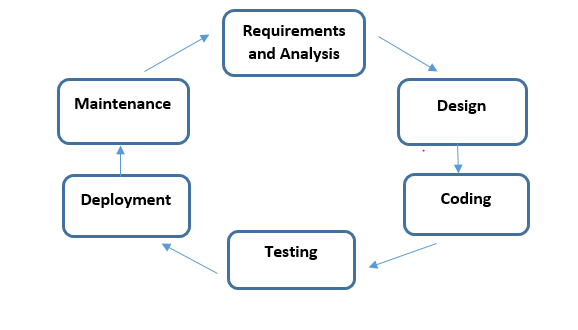 Requirements
and Analysis
Design
Coding
Testing
Deployment
Maintenance